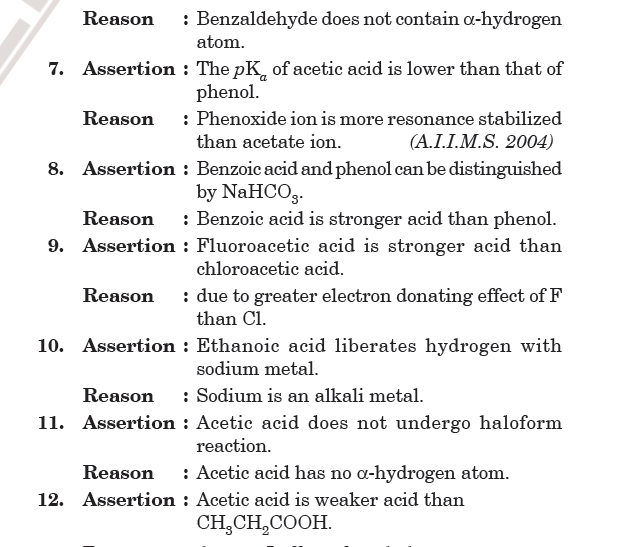 Reason : Benzaldehyde does not contain α-hydrogen
atom.
7. Assertion : The pKₐ of acetic acid is lower than that of
phenol.
Reason : Phenoxide ion is more resonance stabilized
than acetate ion. (A.I.I.M.S. 2004)
8. Assertion : Benzoic acid and phenol can be distinguished
by NaHCO₃.
Reason : Benzoic acid is stronger acid than phenol.
9. Assertion : Fluoroacetic acid is stronger acid than
chloroacetic acid.
Reason : due to greater electron donating effect of F
than Cl.
10. Assertion : Ethanoic acid liberates hydrogen with
sodium metal.
Reason : Sodium is an alkali metal.
11. Assertion : Acetic acid does not undergo haloform
reaction.
Reason : Acetic acid has no α-hydrogen atom.
12. Assertion : Acetic acid is weaker acid than
CH₃CH₂COOH.